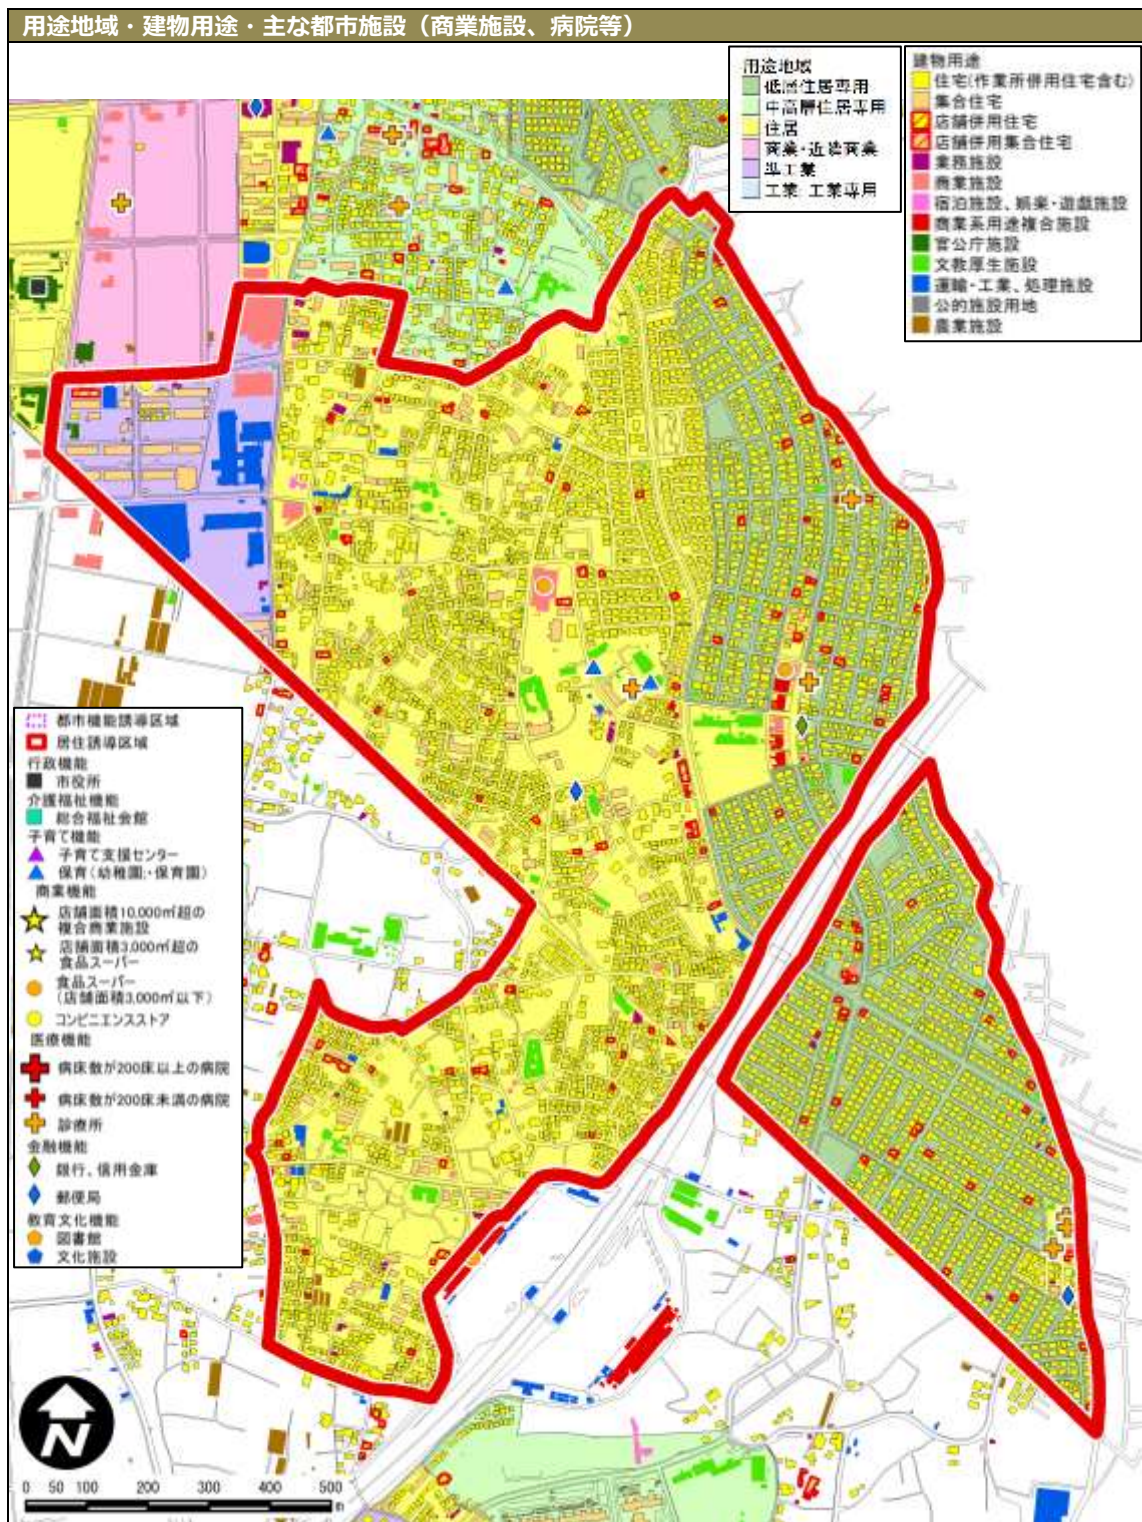 用途地域・建物用途・主な都市施設（商業施設、病院等）
用途地域
低層住居専用
中高層住居専用
住居
商業・近隣商業
準工業
工業・工業専用
建物用途
住宅(作業所併用住宅含む)
集合住宅
店舗併用住宅
店舗併用集合住宅
業務施設
商業施設
宿泊施設、娯楽・遊戯施設
商業系用途複合施設
官公庁施設
文教厚生施設
運輸・工業、処理施設
公的施設用地
農業施設
都市機能誘導区域
居住誘導区域
行政機能
市役所
介護福祉機能
総合福祉会館
子育て機能
子育て支援センター
保育(幼稚園・保育園)
商業機能
店舗面積10,000㎡超の
複合商業施設
店舗面積3,000㎡超の
食品スーパー
食品スーパー
(店舗面積3,000㎡以下)
コンビニエンスストア
医療機能
病床数が200床以上の病院
病床数が200床未満の病院
診療所
金融機能
銀行、信用金庫
郵便局
教育文化機能
図書館
文化施設
N
0 50 100 200 300 400 500
m